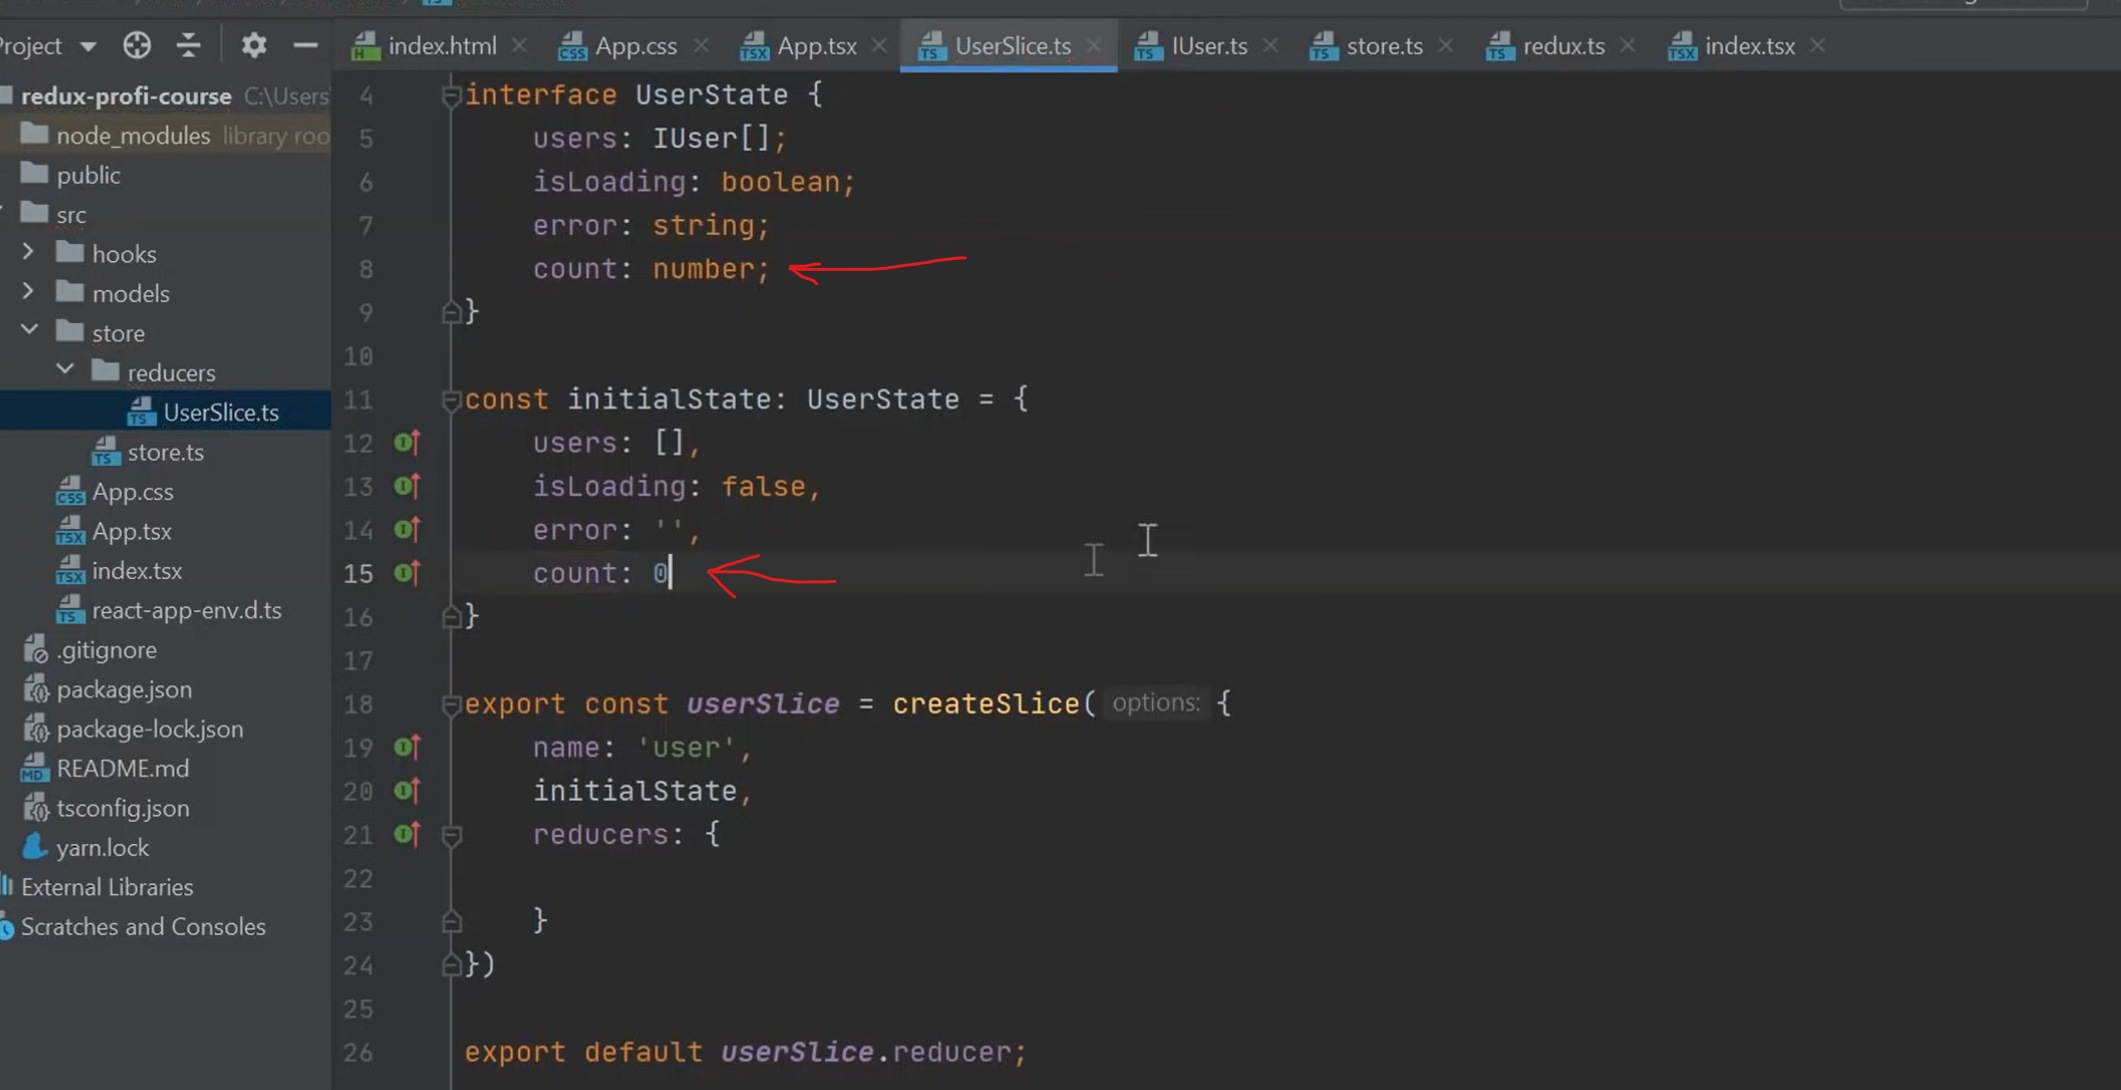 Project
index.html
App.css
App.tsx
UserSlice.ts
IUser.ts
store.ts
redux.ts
index.tsx
redux-profi-course C:\Users
node_modules library roo
public
src
hooks
models
store
reducers
UserSlice.ts
store.ts
App.css
App.tsx
index.tsx
react-app-env.d.ts
.gitignore
package.json
package-lock.json
README.md
tsconfig.json
yarn.lock
External Libraries
Scratches and Consoles
4 interface UserState {
5 users: IUser[];
6 isLoading: boolean;
7 error: string;
8 count: number;
9 }
10
11 const initialState: UserState = {
12 users: [],
13 isLoading: false,
14 error: '',
15 count: 0
16 }
17
18 export const userSlice = createSlice( options: {
19 name: 'user',
20 initialState,
21 reducers: {
22
23 }
24 })
25
26 export default userSlice.reducer;